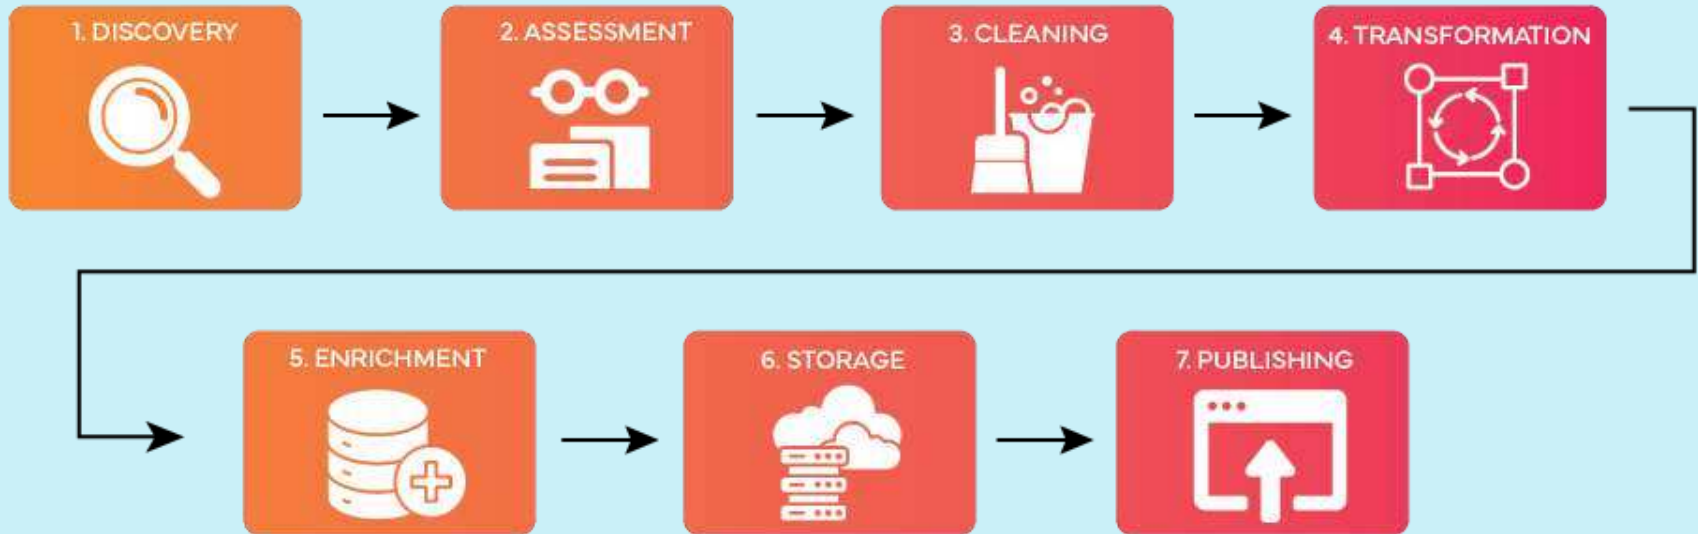 1. DISCOVERY
2. ASSESSMENT
3. CLEANING
4. TRANSFORMATION
5. ENRICHMENT
6. STORAGE
7. PUBLISHING